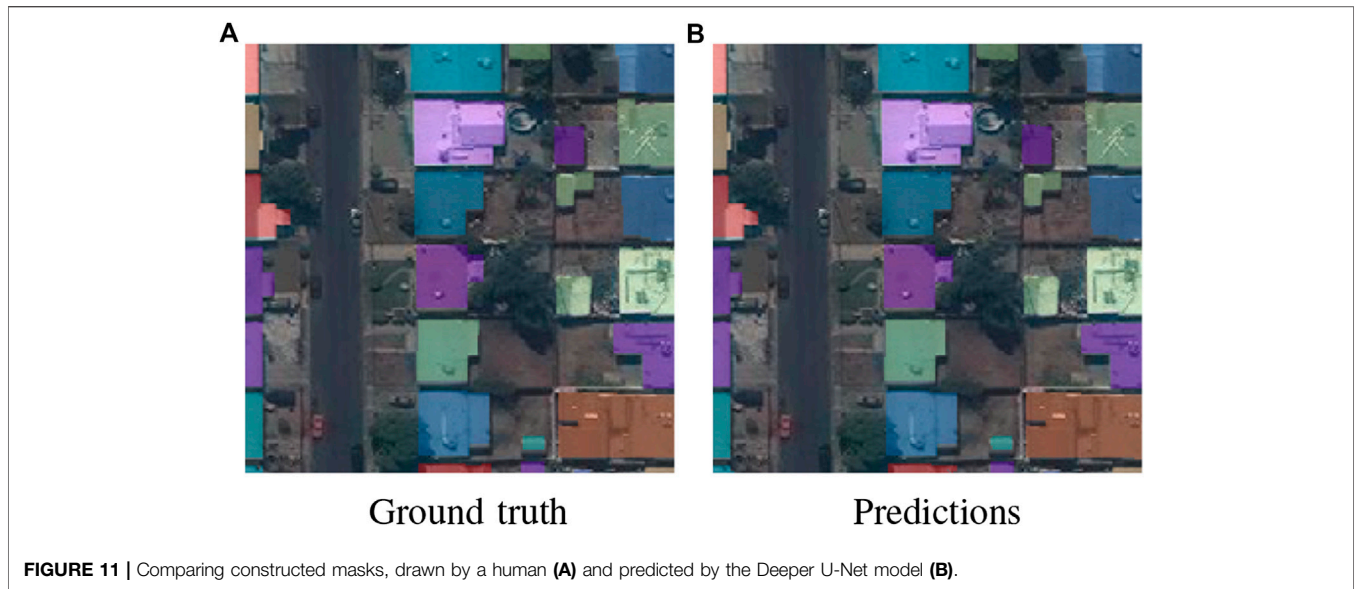 A
B
Ground truth
Predictions
FIGURE 11 | Comparing constructed masks, drawn by a human (A) and predicted by the Deeper U-Net model (B).